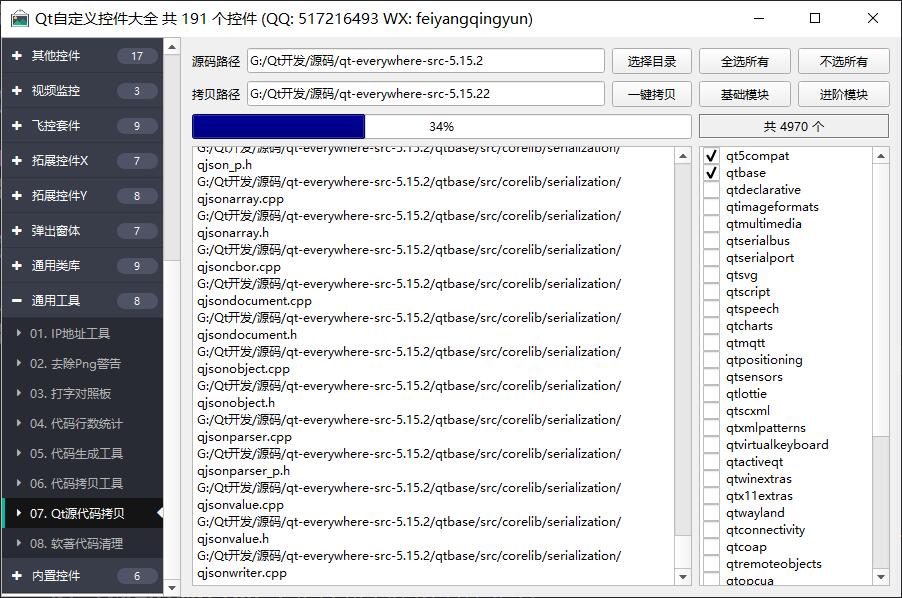 Qt自定义控件大全 共 191 个控件 (QQ: 517216493 WX: feiyangqingyun)
其他控件 17
视频监控 3
飞控套件 9
拓展控件X 7
拓展控件Y 8
弹出窗体 7
通用类库 9
通用工具 8
01. IP地址工具
02. 去除Png警告
03. 打字对照板
04. 代码行数统计
05. 代码生成工具
06. 代码拷贝工具
07. Qt源代码拷贝
08. 软著代码清理
内置控件 6
源码路径 G:/Qt开发/源码/qt-everywhere-src-5.15.2 选择目录 全选所有 不选所有
拷贝路径 G:/Qt开发/源码/qt-everywhere-src-5.15.22 一键拷贝 基础模块 进阶模块
34% 共 4970 个
G:/Qt开发/源码/qt-everywhere-src-5.15.2/qtbase/src/corelib/serialization/
qjson_p.h
G:/Qt开发/源码/qt-everywhere-src-5.15.2/qtbase/src/corelib/serialization/
qjsonarray.cpp
G:/Qt开发/源码/qt-everywhere-src-5.15.2/qtbase/src/corelib/serialization/
qjsonarray.h
G:/Qt开发/源码/qt-everywhere-src-5.15.2/qtbase/src/corelib/serialization/
qjsoncbor.cpp
G:/Qt开发/源码/qt-everywhere-src-5.15.2/qtbase/src/corelib/serialization/
qjsondocument.cpp
G:/Qt开发/源码/qt-everywhere-src-5.15.2/qtbase/src/corelib/serialization/
qjsondocument.h
G:/Qt开发/源码/qt-everywhere-src-5.15.2/qtbase/src/corelib/serialization/
qjsonobject.cpp
G:/Qt开发/源码/qt-everywhere-src-5.15.2/qtbase/src/corelib/serialization/
qjsonobject.h
G:/Qt开发/源码/qt-everywhere-src-5.15.2/qtbase/src/corelib/serialization/
qjsonparser.cpp
G:/Qt开发/源码/qt-everywhere-src-5.15.2/qtbase/src/corelib/serialization/
qjsonparser_p.h
G:/Qt开发/源码/qt-everywhere-src-5.15.2/qtbase/src/corelib/serialization/
qjsonvalue.cpp
G:/Qt开发/源码/qt-everywhere-src-5.15.2/qtbase/src/corelib/serialization/
qjsonvalue.h
G:/Qt开发/源码/qt-everywhere-src-5.15.2/qtbase/src/corelib/serialization/
qjsonwriter.cpp
qt5compat
qtbase
qtdeclarative
qtimageformats
qtmultimedia
qtserialbus
qtserialport
qtsvg
qtscript
qtspeech
qtcharts
qtmqtt
qtpositioning
qtsensors
qtlottie
qtscxml
qtxmlpatterns
qtvirtualkeyboard
qtactiveqt
qtwinextras
qtx11extras
qtwayland
qtconnectivity
qtcoap
qtremoteobjects
qtopcua